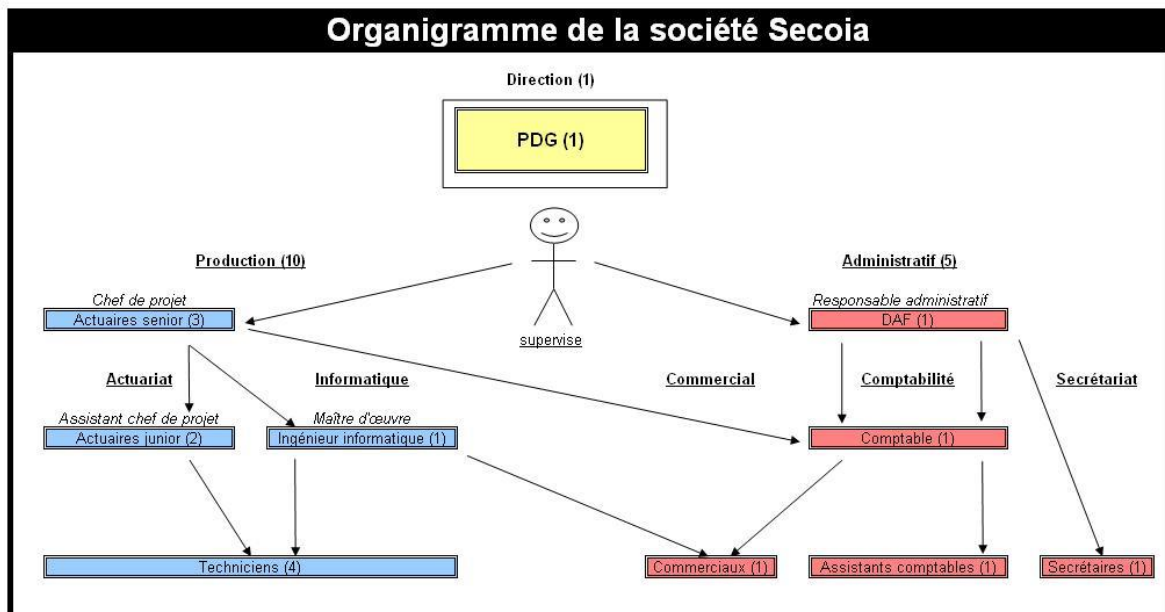 Organigramme de la société Secoia
Direction (1)
PDG (1)
Production (10)
Administratif (5)
Chef de projet
Responsable administratif
Actuaires senior (3)
DAF (1)
supervise
Actuariat
Informatique
Commercial
Comptabilité
Secrétariat
Assistant chef de projet
Maître d'œuvre
Actuaires junior (2)
Ingénieur informatique (1)
Comptable (1)
Techniciens (4)
Commerciaux (1)
Assistants comptables (1)
Secrétaires (1)